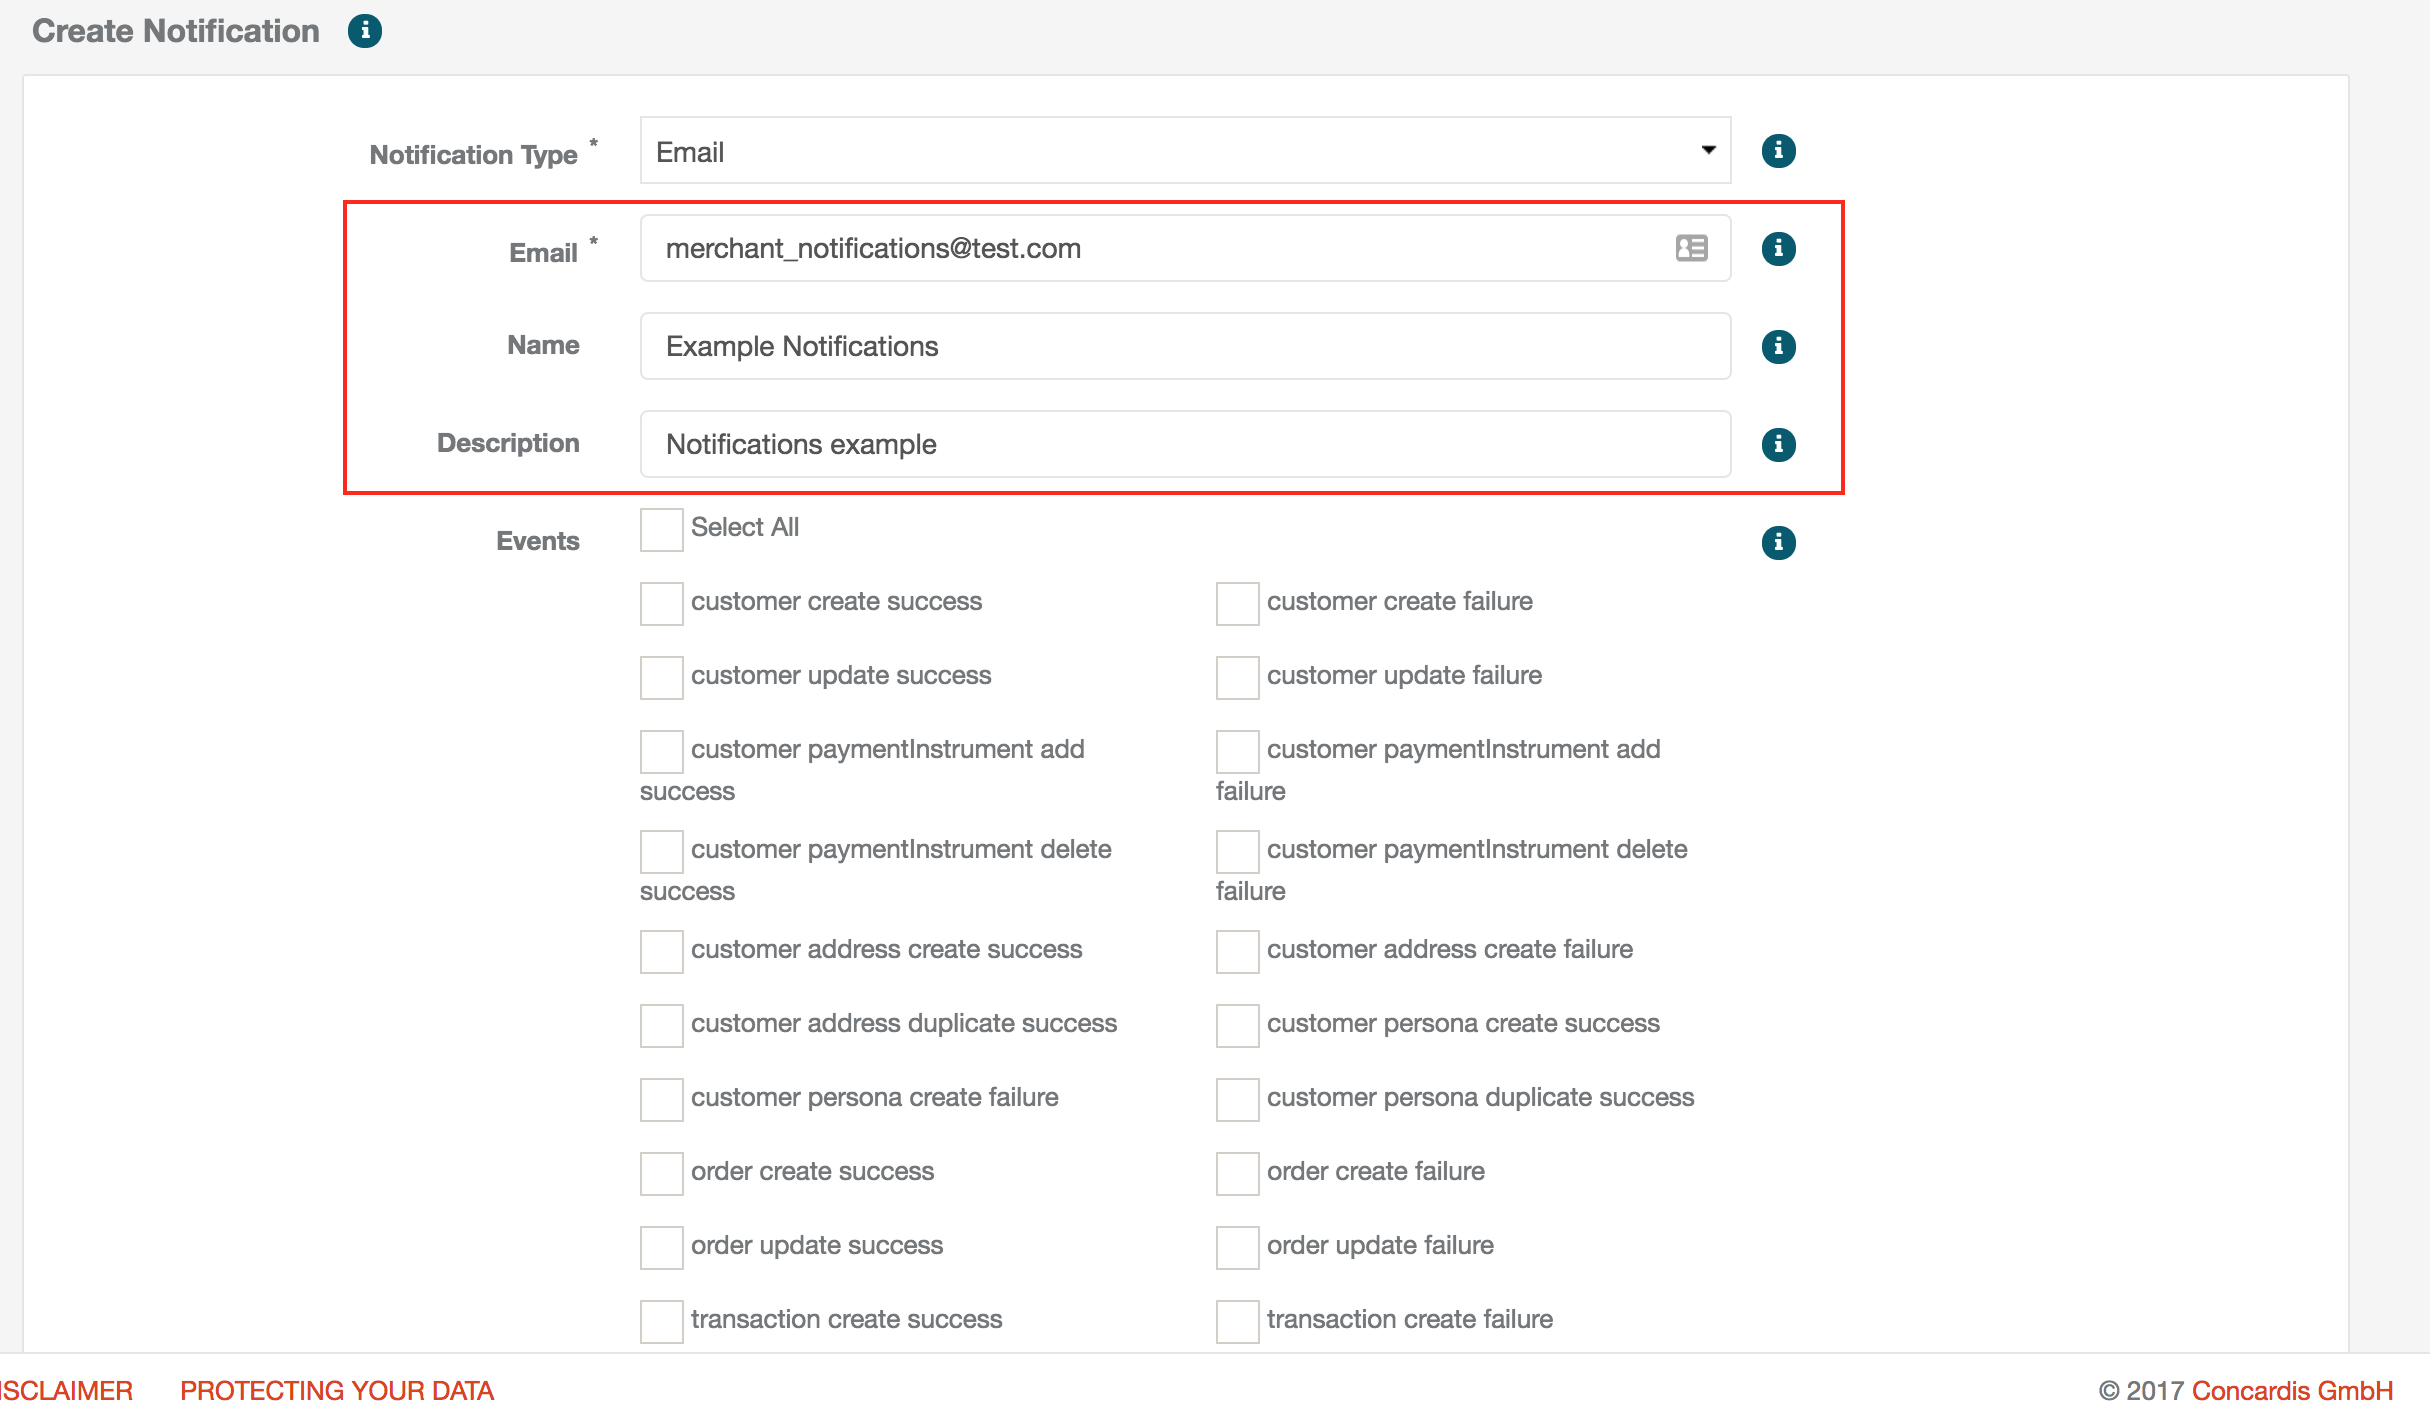 Create Notification
Notification Type *
Email
Email *
merchant_notifications@test.com
Name
Example Notifications
Description
Notifications example
Events
Select All
customer create success
customer create failure
customer update success
customer update failure
customer paymentInstrument add
success
customer paymentInstrument add
failure
customer paymentInstrument delete
success
customer paymentInstrument delete
failure
customer address create success
customer address create failure
customer address duplicate success
customer persona create success
customer persona create failure
customer persona duplicate success
order create success
order create failure
order update success
order update failure
transaction create success
transaction create failure
ISCLAIMER
PROTECTING YOUR DATA
© 2017 Concardis GmbH